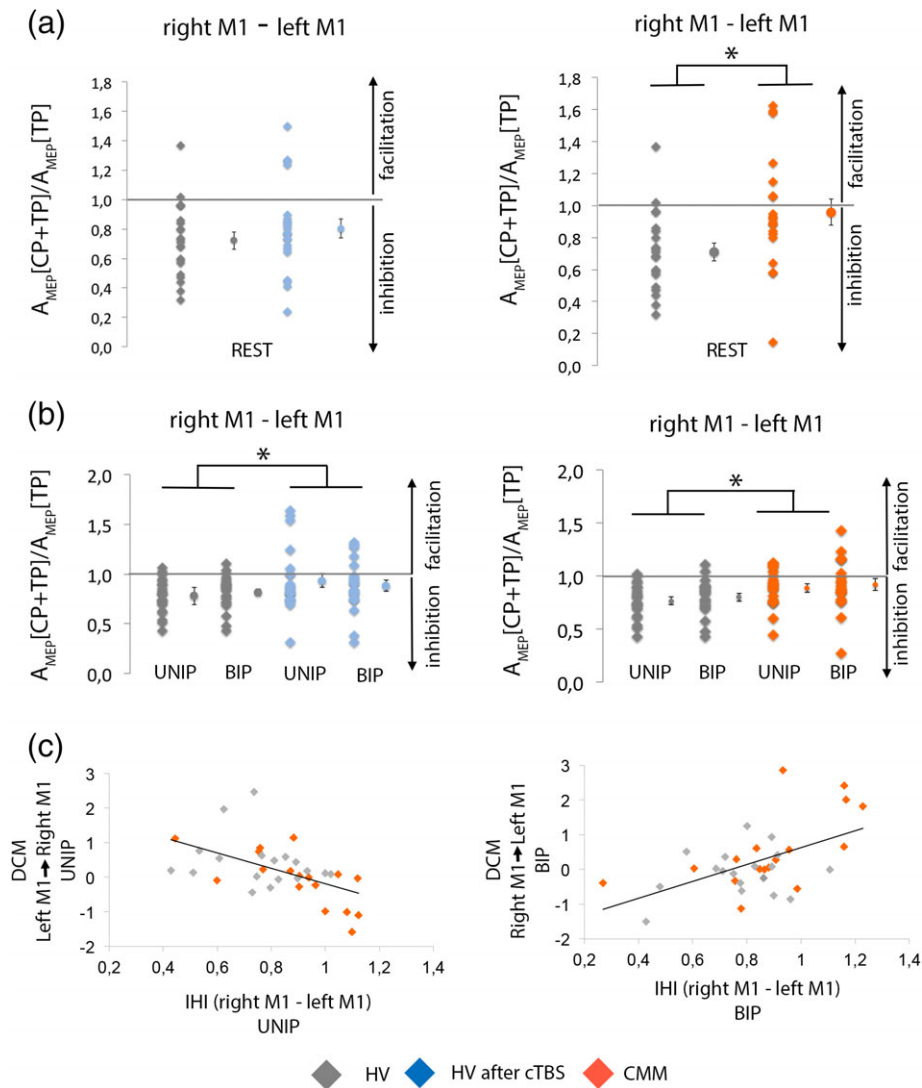 (a)
right M1 - left M1
A_MEP[CP+TP]/A_MEP[TP]
1,8
1,6
1,4
1,2
1,0
0,8
0,6
0,4
0,2
0,0
REST
facilitation
inhibition
right M1 - left M1
*
A_MEP[CP+TP]/A_MEP[TP]
1,8
1,6
1,4
1,2
1,0
0,8
0,6
0,4
0,2
0,0
REST
facilitation
inhibition
(b)
right M1 - left M1
*
A_MEP[CP+TP]/A_MEP[TP]
2,0
1,5
1,0
0,5
0,0
UNIP BIP UNIP BIP
facilitation
inhibition
right M1 - left M1
*
A_MEP[CP+TP]/A_MEP[TP]
2,0
1,5
1,0
0,5
0,0
UNIP BIP UNIP BIP
facilitation
inhibition
(c)
DCM
Left M1➔Right M1
UNIP
3
2
1
0
-1
-2
0,2 0,4 0,6 0,8 1 1,2 1,4
IHI (right M1 - left M1)
UNIP
DCM
Right M1➔Left M1
BIP
3
2
1
0
-1
-2
0,2 0,4 0,6 0,8 1 1,2 1,4
IHI (right M1 - left M1)
BIP
HV HV after cTBS CMM